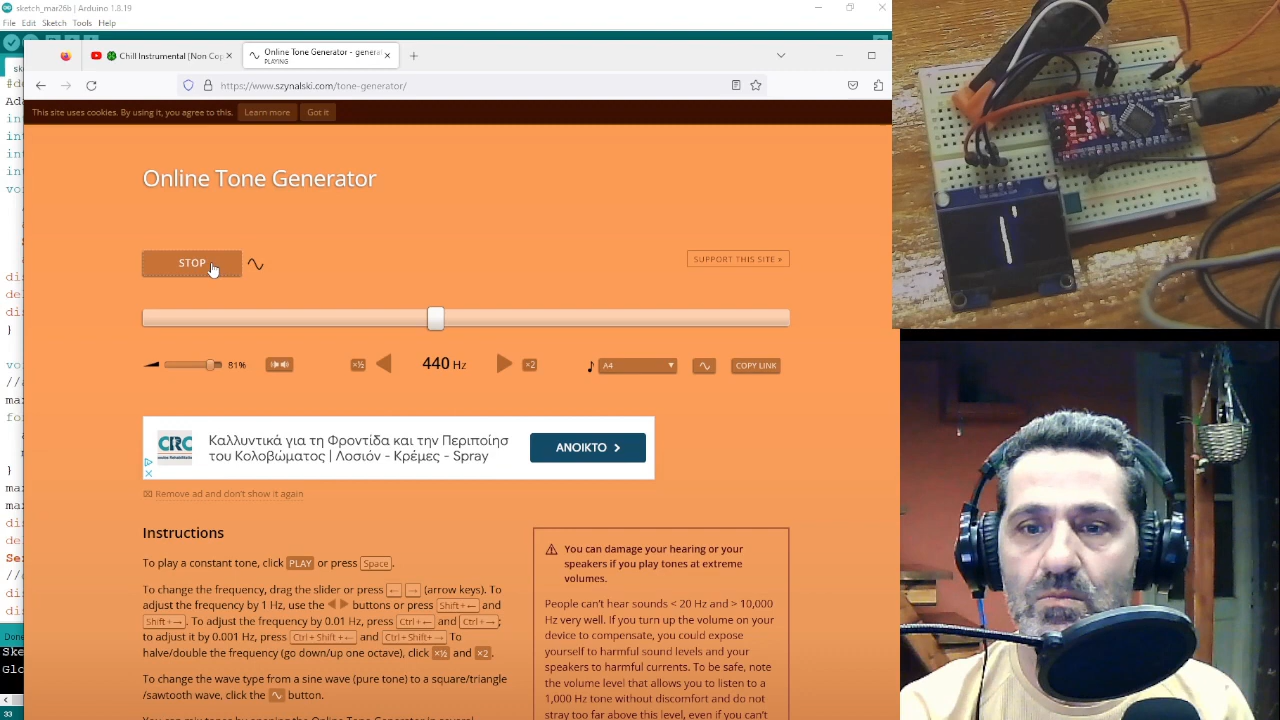 sketch_mar26b | Arduino 1.8.19
File Edit Sketch Tools Help
Chill Instrumental [Non Cop
Online Tone Generator - general
PLAYING
https://www.szynalski.com/tone-generator/
This site uses cookies. By using it, you agree to this. Learn more Got it
Online Tone Generator
STOP
SUPPORT THIS SITE »
81%
×½
440 Hz
×2
A4
COPY LINK
CRC
Καλλυντικά για τη Φροντίδα και την Περιποίησ
του Κολοβώματος | Λοσιόν - Κρέμες - Spray
ΑΝΟΙΚΤΟ
Remove ad and don't show it again
Instructions
To play a constant tone, click PLAY or press Space.
To change the frequency, drag the slider or press ← → (arrow keys). To
adjust the frequency by 1 Hz, use the buttons or press Shift+← and
Shift+→. To adjust the frequency by 0.01 Hz, press Ctrl+← and Ctrl+→;
to adjust it by 0.001 Hz, press Ctrl+Shift+← and Ctrl+Shift+→ To
halve/double the frequency (go down/up one octave), click ×½ and ×2.
To change the wave type from a sine wave (pure tone) to a square/triangle
/sawtooth wave, click the button.
You can damage your hearing or your
speakers if you play tones at extreme
volumes.
People can't hear sounds < 20 Hz and > 10,000
Hz very well. If you turn up the volume on your
device to compensate, you could expose
yourself to harmful sound levels and your
speakers to harmful currents. To be safe, note
the volume level that allows you to listen to a
1,000 Hz tone without discomfort and do not
stray too far above this level, even if you can't
Done
Ske
Glo
33